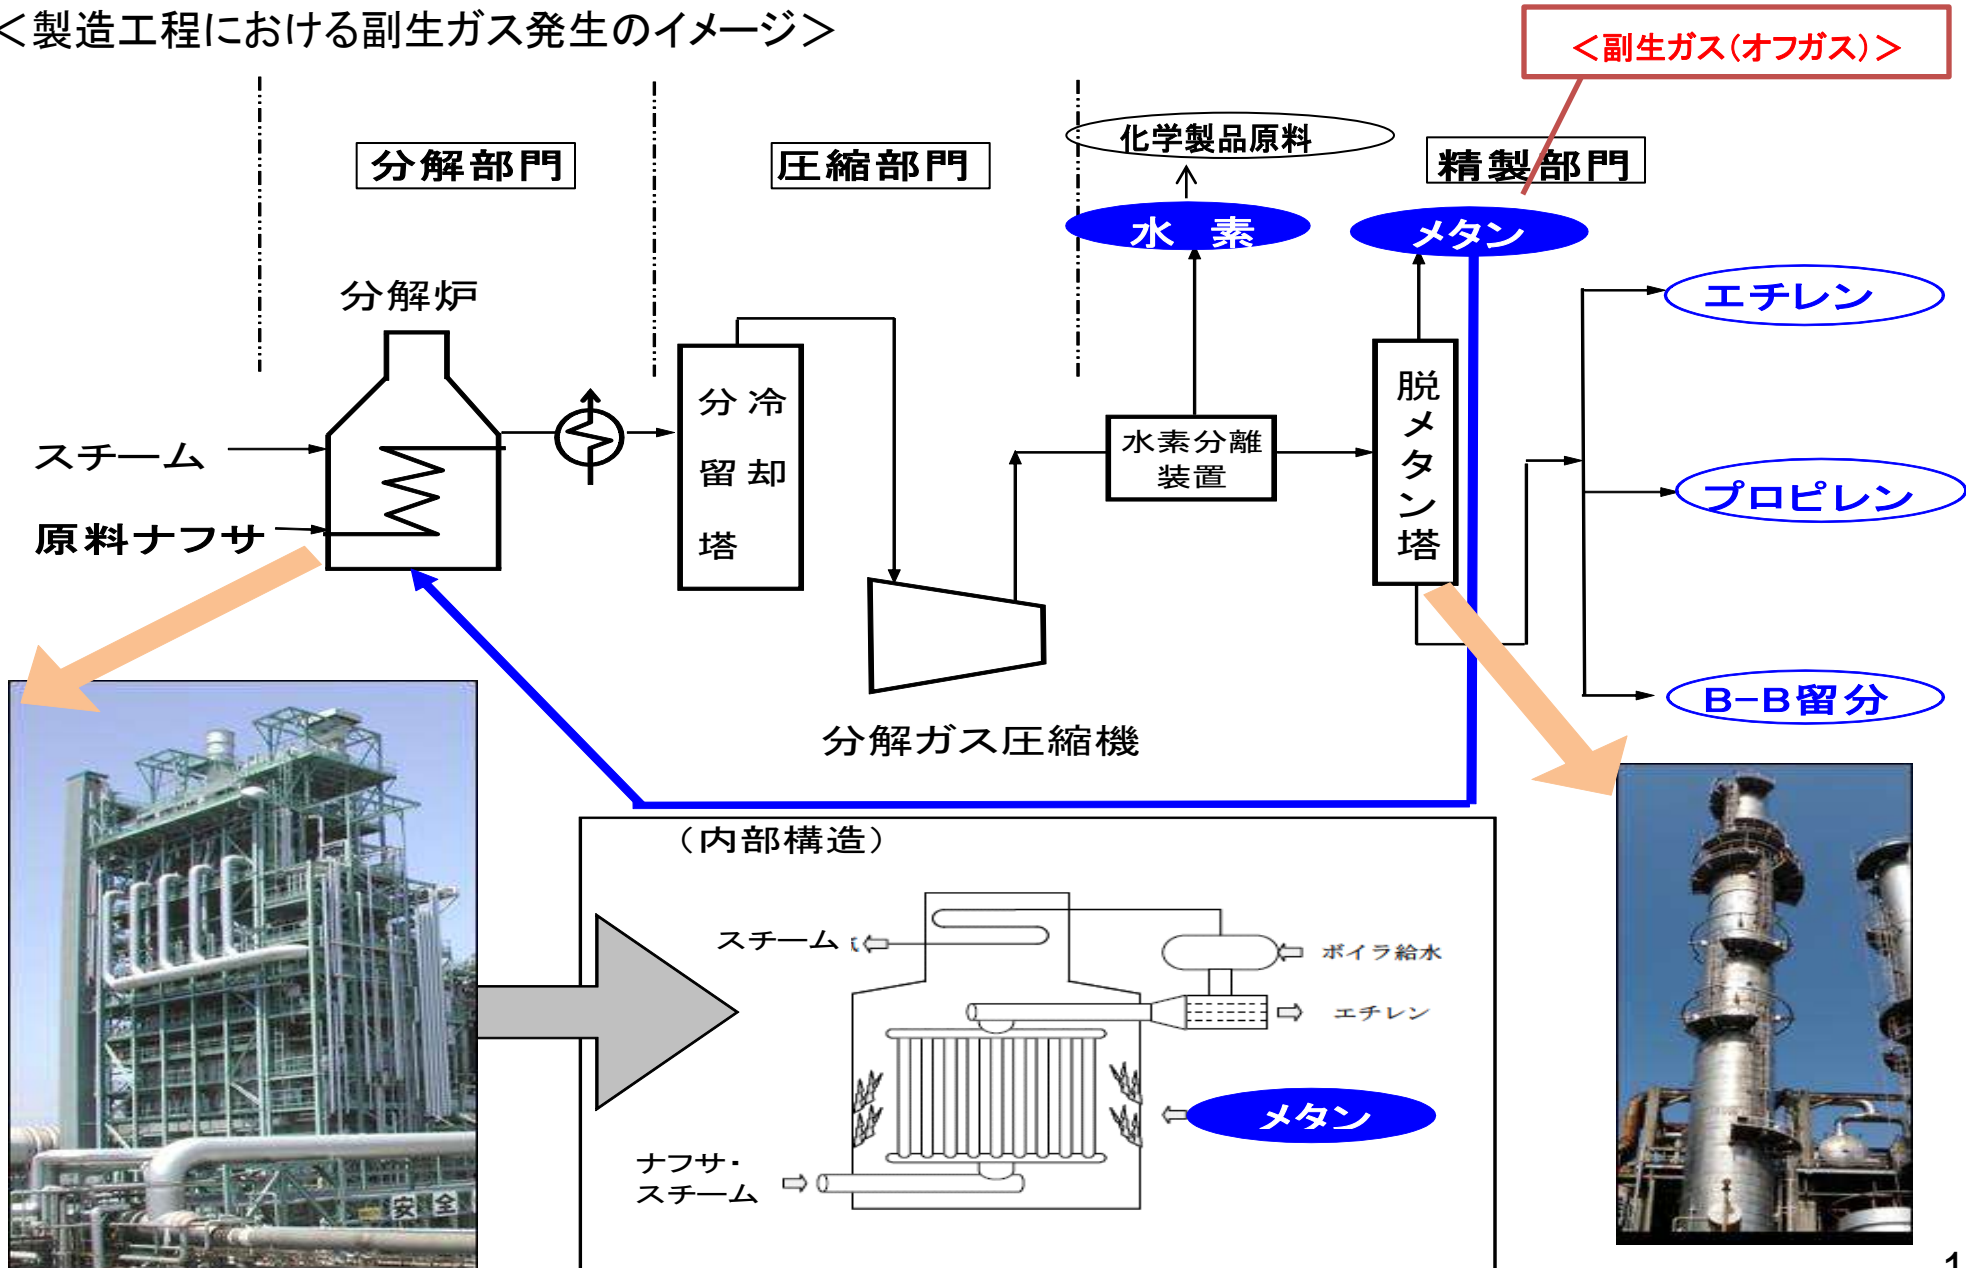 ＜製造工程における副生ガス発生のイメージ＞
＜副生ガス（オフガス）＞
分解部門
圧縮部門
化学製品原料
精製部門
水　素
メタン
分解炉
エチレン
スチーム
原料ナフサ
冷却
分留塔
水素分離
装置
脱メタン塔
プロピレン
B-B留分
分解ガス圧縮機
（内部構造）
スチーム
ボイラ給水
エチレン
メタン
ナフサ・
スチーム
安全
1